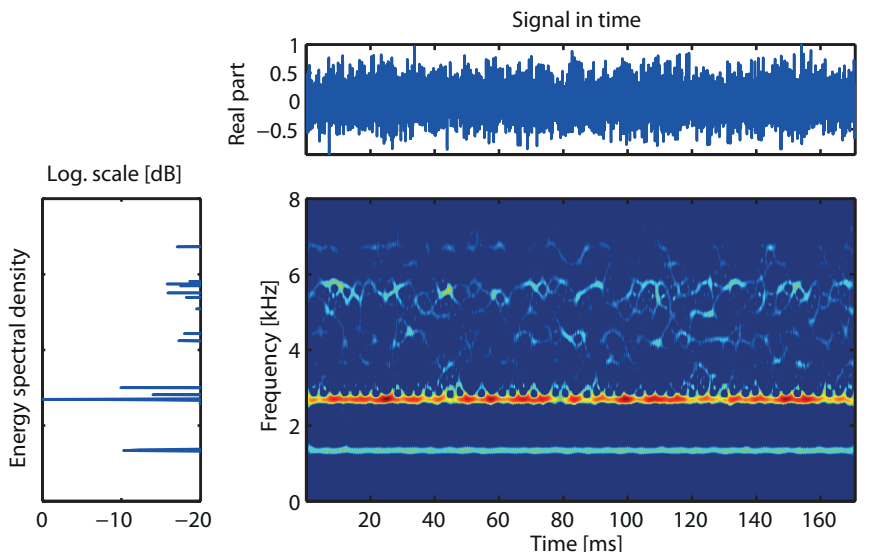 Signal in time
Real part
1
0.5
0
−0.5
Log. scale [dB]
Energy spectral density
0 −10 −20
Frequency [kHz]
8
6
4
2
0
20 40 60 80 100 120 140 160
Time [ms]